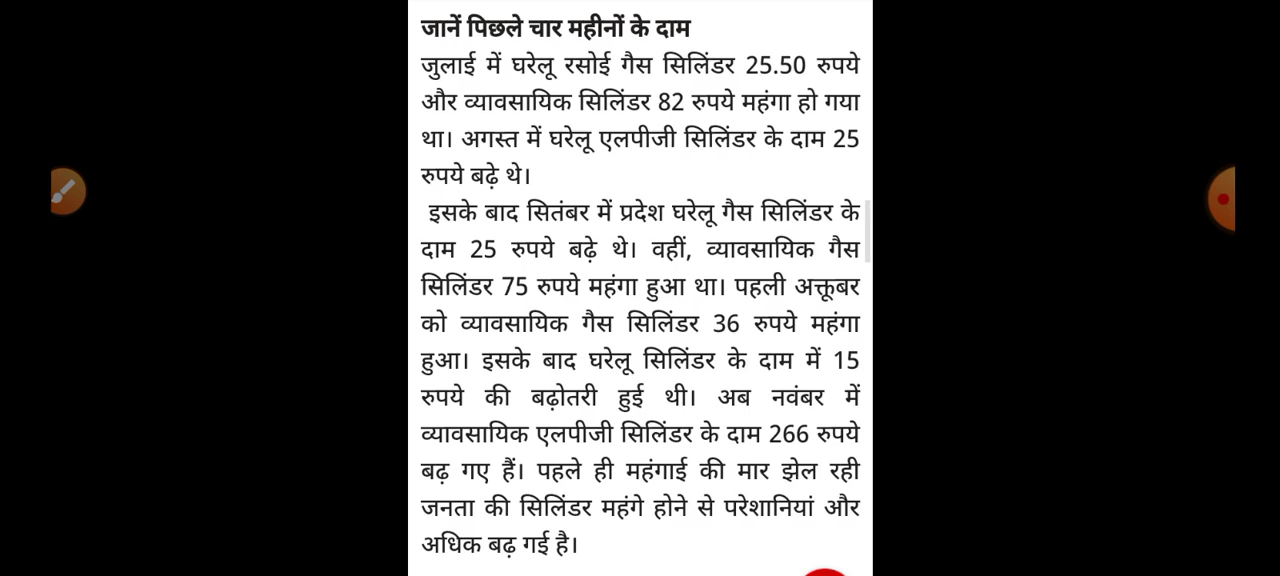 जानें पिछले चार महीनों के दाम
जुलाई में घरेलू रसोई गैस सिलिंडर 25.50 रुपये
और व्यावसायिक सिलिंडर 82 रुपये महंगा हो गया
था। अगस्त में घरेलू एलपीजी सिलिंडर के दाम 25
रुपये बढ़े थे।
इसके बाद सितंबर में प्रदेश घरेलू गैस सिलिंडर के
दाम 25 रुपये बढ़े थे। वहीं, व्यावसायिक गैस
सिलिंडर 75 रुपये महंगा हुआ था। पहली अक्तूबर
को व्यावसायिक गैस सिलिंडर 36 रुपये महंगा
हुआ। इसके बाद घरेलू सिलिंडर के दाम में 15
रुपये की बढ़ोतरी हुई थी। अब नवंबर में
व्यावसायिक एलपीजी सिलिंडर के दाम 266 रुपये
बढ़ गए हैं। पहले ही महंगाई की मार झेल रही
जनता की सिलिंडर महंगे होने से परेशानियां और
अधिक बढ़ गई है।